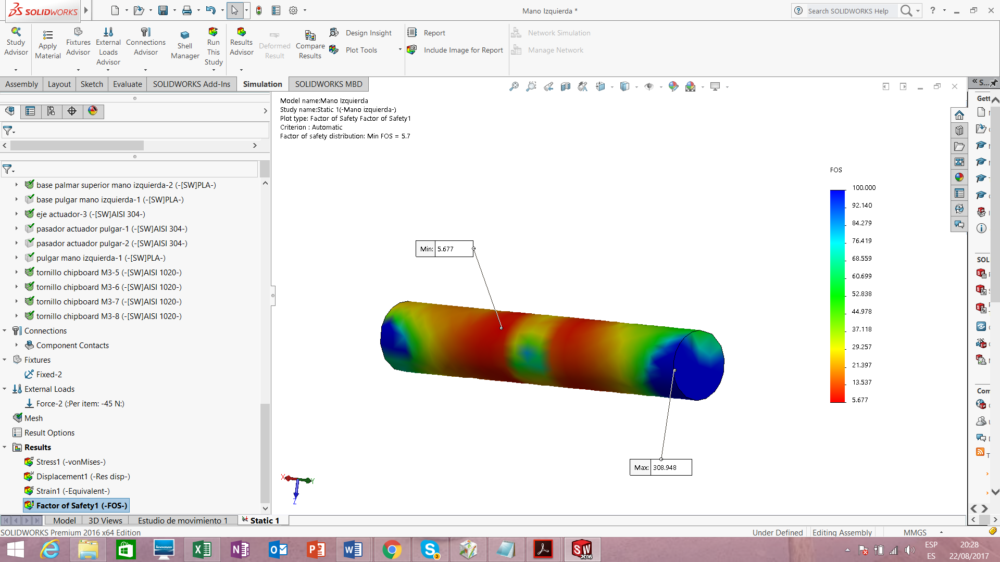 SOLIDWORKS
Mano Izquierda *
Search SOLIDWORKS Help
Study Advisor
Apply Material
Fixtures Advisor
External Loads Advisor
Connections Advisor
Shell Manager
Run This Study
Results Advisor
Deformed Result
Compare Results
Design Insight
Plot Tools
Report
Include Image for Report
Network Simulation
Manage Network
Assembly
Layout
Sketch
Evaluate
SOLIDWORKS Add-Ins
Simulation
SOLIDWORKS MBD
Model name:Mano Izquierda
Study name:Static 1(-Mano izquierda-)
Plot type: Factor of Safety Factor of Safety1
Criterion : Automatic
Factor of safety distribution: Min FOS = 5.7
base palmar superior mano izquierda-2 (-[SW]PLA-)
base pulgar mano izquierda-1 (-[SW]PLA-)
eje actuador-3 (-[SW]AISI 304-)
pasador actuador pulgar-1 (-[SW]AISI 304-)
pasador actuador pulgar-2 (-[SW]AISI 304-)
pulgar mano izquierda-1 (-[SW]PLA-)
tornillo chipboard M3-5 (-[SW]AISI 1020-)
tornillo chipboard M3-6 (-[SW]AISI 1020-)
tornillo chipboard M3-7 (-[SW]AISI 1020-)
tornillo chipboard M3-8 (-[SW]AISI 1020-)
Connections
Component Contacts
Fixtures
Fixed-2
External Loads
Force-2 (:Per item: -45 N:)
Mesh
Result Options
Results
Stress1 (-vonMises-)
Displacement1 (-Res disp-)
Strain1 (-Equivalent-)
Factor of Safety1 (-FOS-)
Min: 5.677
Max: 308.948
FOS
100.000
92.140
84.279
76.419
68.559
60.699
52.838
44.978
37.118
29.257
21.397
13.537
5.677
X
Y
Z
S...
Gett
SOL
Com
Model
3D Views
Estudio de movimiento 1
Static 1
SOLIDWORKS Premium 2016 x64 Edition
Under Defined
Editing Assembly
MMGS
ESP
ES
20:28
22/08/2017